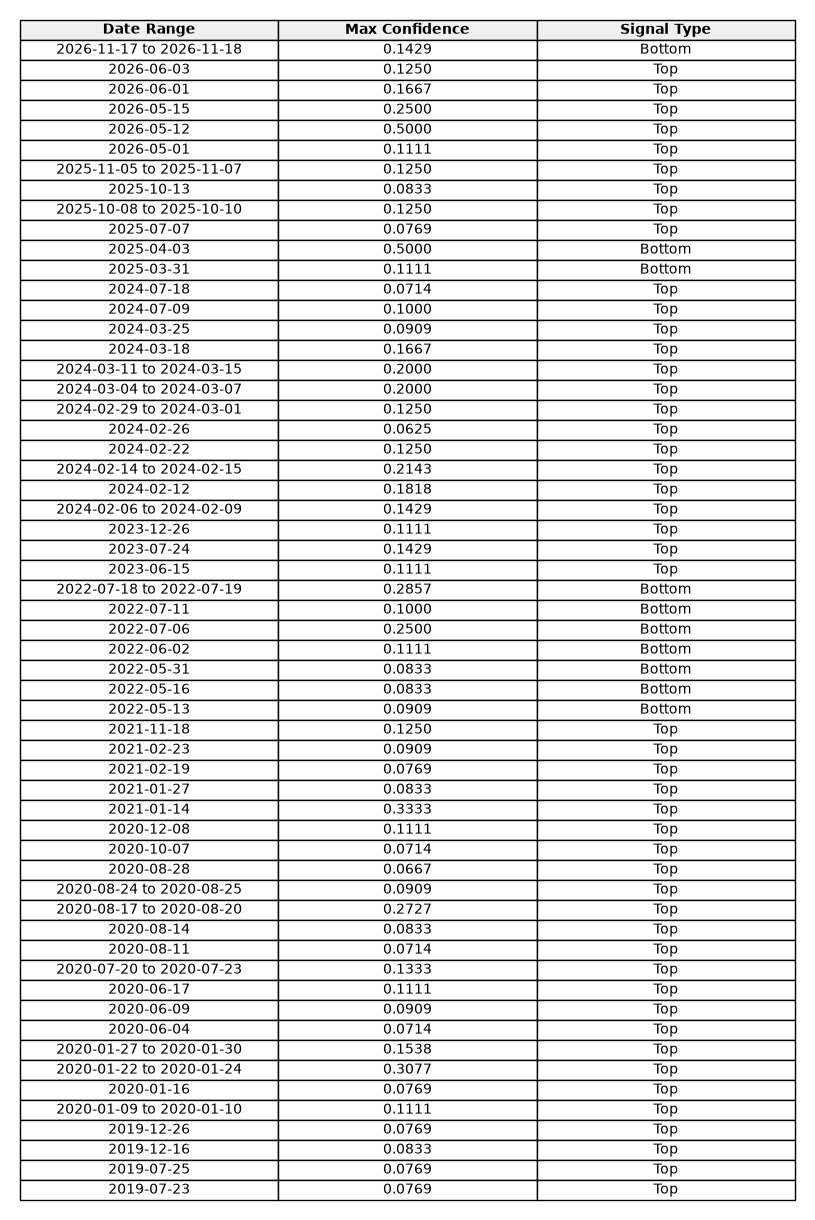 Date Range Max Confidence Signal Type
2026-11-17 to 2026-11-18 0.1429 Bottom
2026-06-03 0.1250 Top
2026-06-01 0.1667 Top
2026-05-15 0.2500 Top
2026-05-12 0.5000 Top
2026-05-01 0.1111 Top
2025-11-05 to 2025-11-07 0.1250 Top
2025-10-13 0.0833 Top
2025-10-08 to 2025-10-10 0.1250 Top
2025-07-07 0.0769 Top
2025-04-03 0.5000 Bottom
2025-03-31 0.1111 Bottom
2024-07-18 0.0714 Top
2024-07-09 0.1000 Top
2024-03-25 0.0909 Top
2024-03-18 0.1667 Top
2024-03-11 to 2024-03-15 0.2000 Top
2024-03-04 to 2024-03-07 0.2000 Top
2024-02-29 to 2024-03-01 0.1250 Top
2024-02-26 0.0625 Top
2024-02-22 0.1250 Top
2024-02-14 to 2024-02-15 0.2143 Top
2024-02-12 0.1818 Top
2024-02-06 to 2024-02-09 0.1429 Top
2023-12-26 0.1111 Top
2023-07-24 0.1429 Top
2023-06-15 0.1111 Top
2022-07-18 to 2022-07-19 0.2857 Bottom
2022-07-11 0.1000 Bottom
2022-07-06 0.2500 Bottom
2022-06-02 0.1111 Bottom
2022-05-31 0.0833 Bottom
2022-05-16 0.0833 Bottom
2022-05-13 0.0909 Bottom
2021-11-18 0.1250 Top
2021-02-23 0.0909 Top
2021-02-19 0.0769 Top
2021-01-27 0.0833 Top
2021-01-14 0.3333 Top
2020-12-08 0.1111 Top
2020-10-07 0.0714 Top
2020-08-28 0.0667 Top
2020-08-24 to 2020-08-25 0.0909 Top
2020-08-17 to 2020-08-20 0.2727 Top
2020-08-14 0.0833 Top
2020-08-11 0.0714 Top
2020-07-20 to 2020-07-23 0.1333 Top
2020-06-17 0.1111 Top
2020-06-09 0.0909 Top
2020-06-04 0.0714 Top
2020-01-27 to 2020-01-30 0.1538 Top
2020-01-22 to 2020-01-24 0.3077 Top
2020-01-16 0.0769 Top
2020-01-09 to 2020-01-10 0.1111 Top
2019-12-26 0.0769 Top
2019-12-16 0.0833 Top
2019-07-25 0.0769 Top
2019-07-23 0.0769 Top